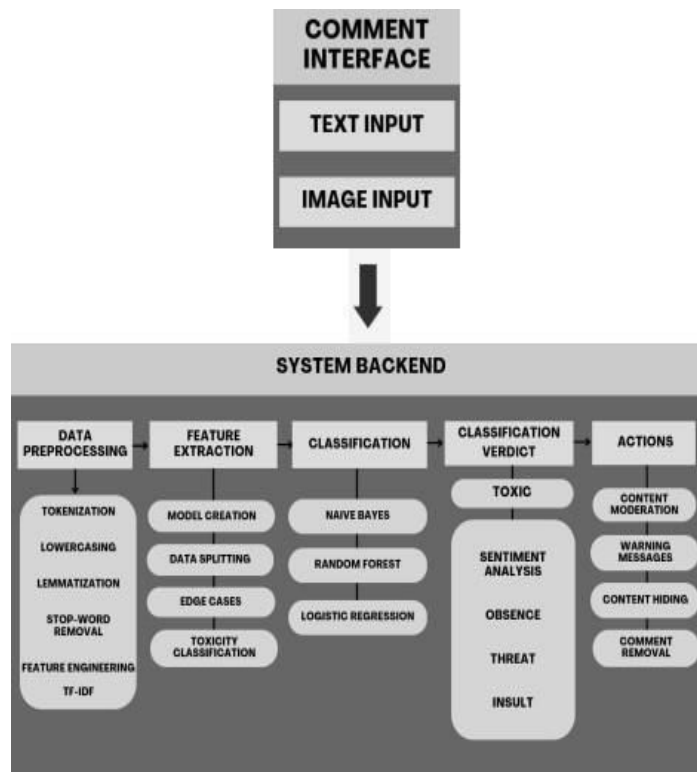 COMMENT
INTERFACE
TEXT INPUT
IMAGE INPUT
SYSTEM BACKEND
DATA
PREPROCESSING
TOKENIZATION
LOWERCASING
LEMMATIZATION
STOP-WORD
REMOVAL
FEATURE ENGINEERING
TF-IDF
FEATURE
EXTRACTION
MODEL CREATION
DATA SPLITTING
EDGE CASES
TOXICITY
CLASSIFICATION
CLASSIFICATION
NAIVE BAYES
RANDOM FOREST
LOGISTIC REGRESSION
CLASSIFICATION
VERDICT
TOXIC
SENTIMENT
ANALYSIS
OBSENCE
THREAT
INSULT
ACTIONS
CONTENT
MODERATION
WARNING
MESSAGES
CONTENT HIDING
COMMENT
REMOVAL